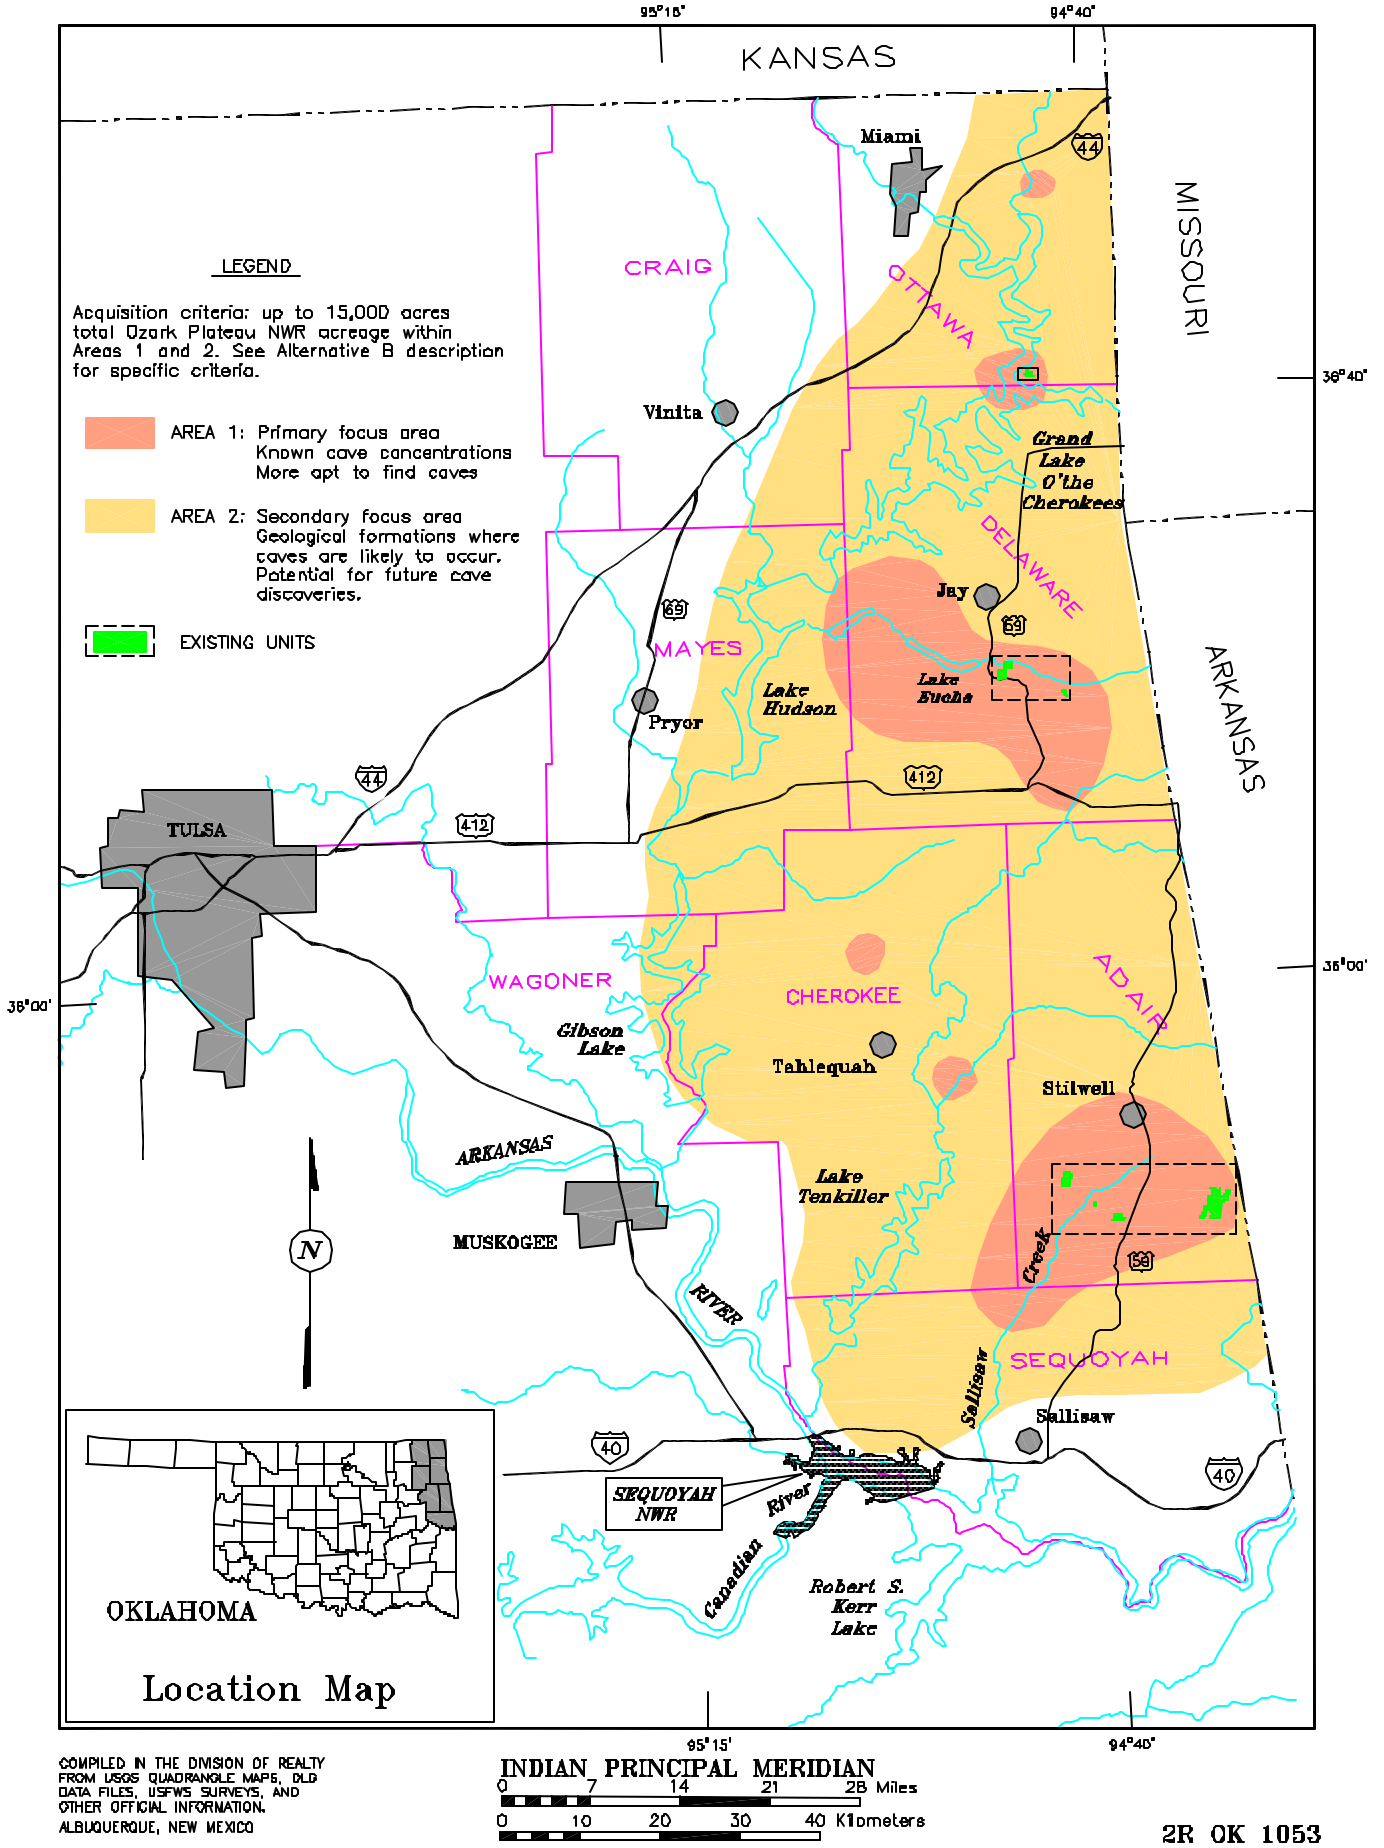 95°15'
94°40'
KANSAS
Miami
44
MISSOURI
CRAIG
OTTAWA
LEGEND
Acquisition criteria: up to 15,000 acres
total Ozark Plateau NWR acreage within
Areas 1 and 2. See Alternative B description
for specific criteria.
36°40'
Vinita
AREA 1: Primary focus area
Known cave concentrations
More apt to find caves
Grand
Lake
O'the
Cherokees
AREA 2: Secondary focus area
Geological formations where
caves are likely to occur.
Potential for future cave
discoveries.
DELAWARE
Jay
69
59
EXISTING UNITS
MAYES
ARKANSAS
Lake
Hudson
Lake
Eucha
Pryor
44
412
412
TULSA
WAGONER
CHEROKEE
ADAIR
36°00'
36°00'
Gibson
Lake
Tahlequah
Stilwell
ARKANSAS
Lake
Tenkiller
MUSKOGEE
N
Creek
59
RIVER
SEQUOYAH
Sallisaw
Sallisaw
40
40
SEQUOYAH
NWR
River
Canadian
Robert S.
Kerr
Lake
OKLAHOMA
Location Map
95°15'
94°40'
COMPILED IN THE DIVISION OF REALTY
FROM USGS QUADRANGLE MAPS, OLD
DATA FILES, USFWS SURVEYS, AND
OTHER OFFICIAL INFORMATION.
ALBUQUERQUE, NEW MEXICO
INDIAN PRINCIPAL MERIDIAN
0 7 14 21 28 Miles
0 10 20 30 40 Kilometers
2R OK 1053